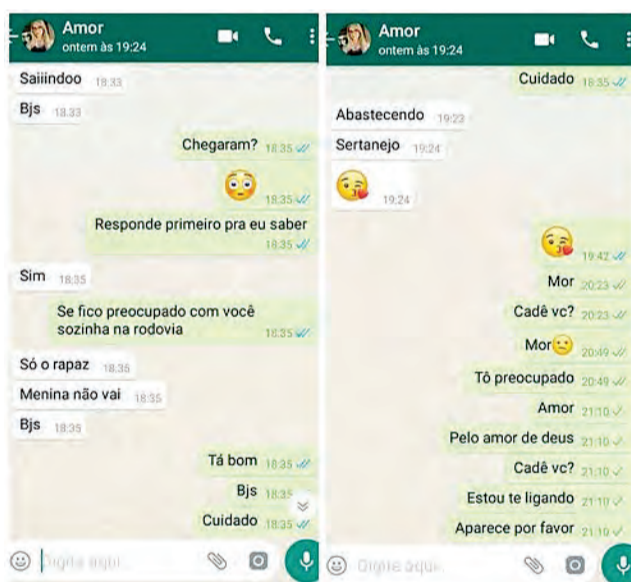 Amor
ontem às 19:24
Saiiindoo 18:33
Bjs 18:33
Chegaram? 18:35
18:35
Responde primeiro pra eu saber
18:35
Sim 18:35
Se fico preocupado com você
sozinha na rodovia 18:35
Só o rapaz 18:35
Menina não vai 18:35
Bjs 18:35
Tá bom 18:35
Bjs 18:35
Cuidado 18:35
Digite aqui...
Amor
ontem às 19:24
Cuidado 18:35
Abastecendo 19:23
Sertanejo 19:24
19:24
19:42
Mor 20:23
Cadê vc? 20:23
Mor 20:49
Tô preocupado 20:49
Amor 21:10
Pelo amor de deus 21:10
Cadê vc? 21:10
Estou te ligando 21:10
Aparece por favor 21:10
Digite aqui...